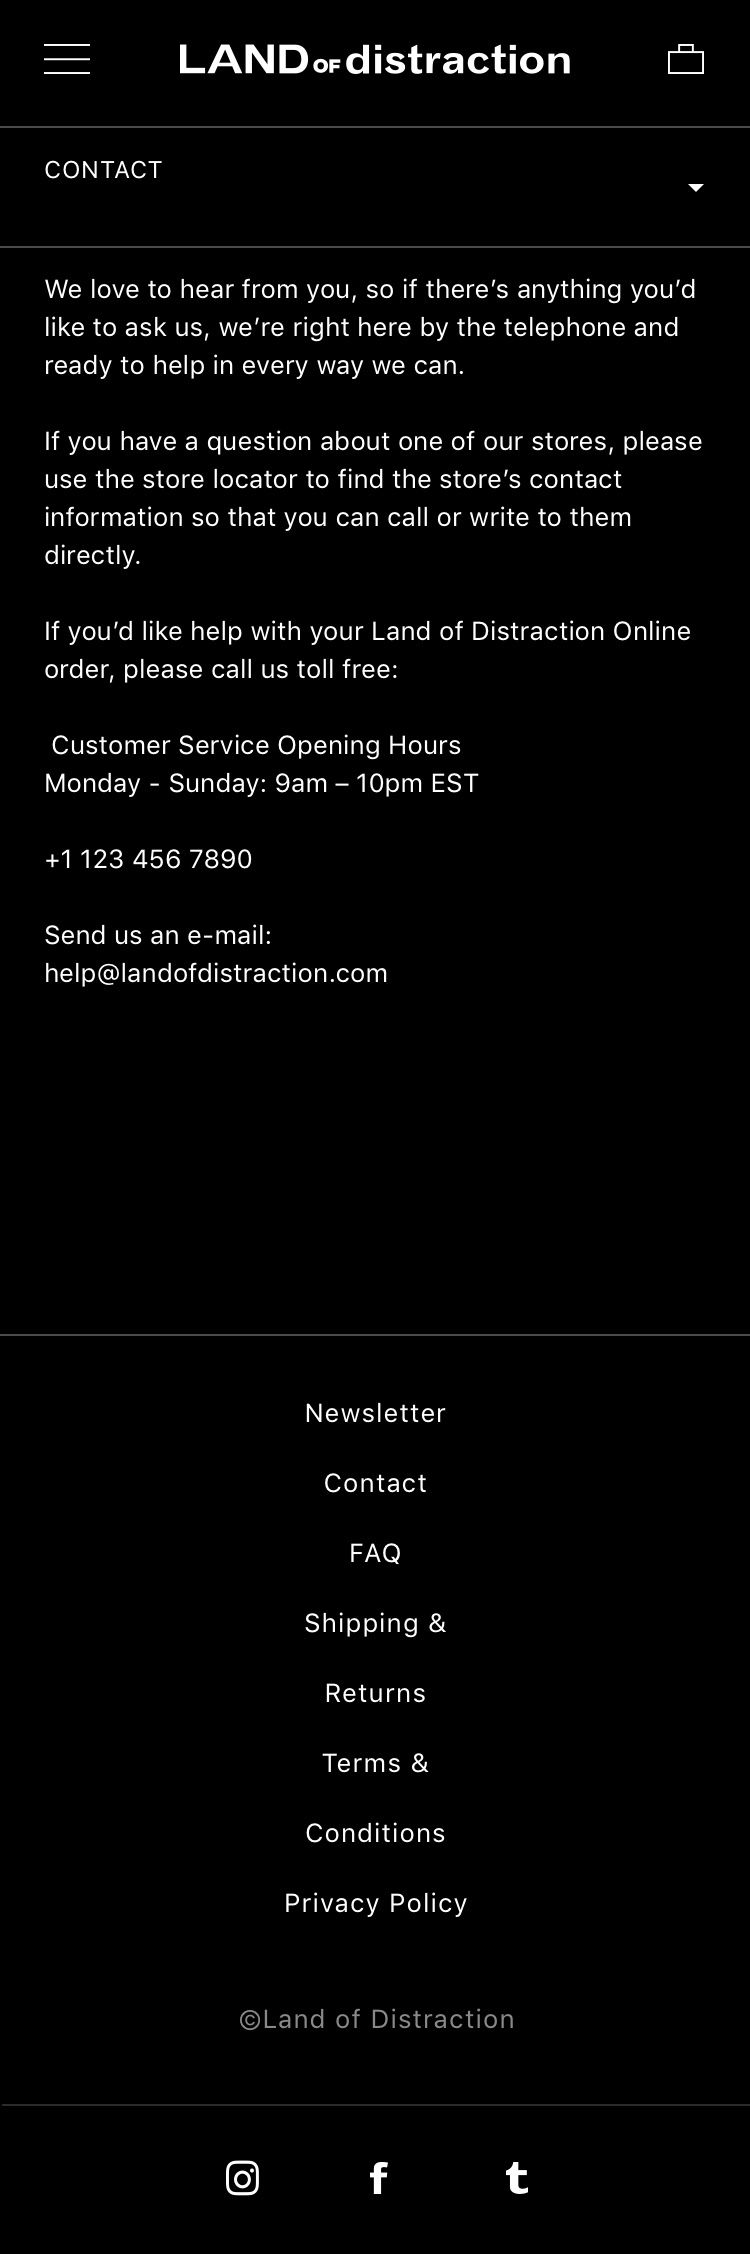 LAND OF distraction
CONTACT
We love to hear from you, so if there’s anything you’d
like to ask us, we’re right here by the telephone and
ready to help in every way we can.
If you have a question about one of our stores, please
use the store locator to find the store’s contact
information so that you can call or write to them
directly.
If you’d like help with your Land of Distraction Online
order, please call us toll free:
Customer Service Opening Hours
Monday - Sunday: 9am – 10pm EST
+1 123 456 7890
Send us an e-mail:
help@landofdistraction.com
Newsletter
Contact
FAQ
Shipping &
Returns
Terms &
Conditions
Privacy Policy
©Land of Distraction